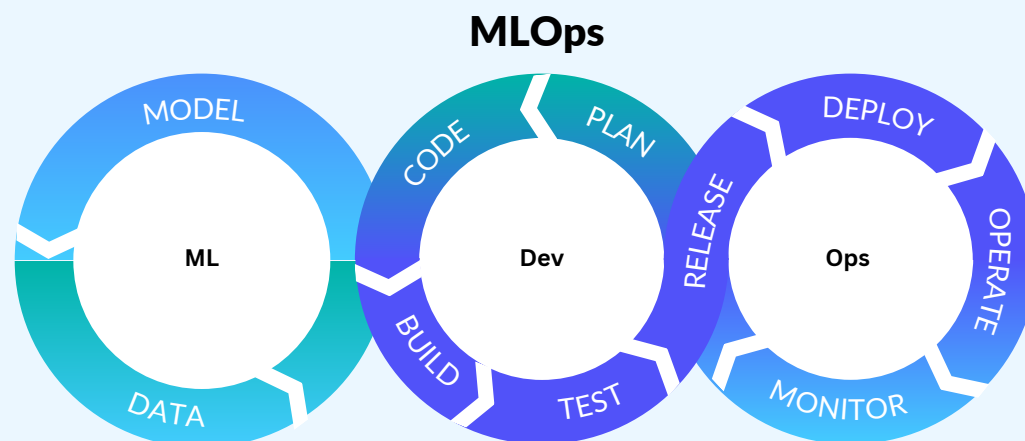 MLOps
MODEL
ML
DATA
CODE
PLAN
Dev
BUILD
TEST
RELEASE
DEPLOY
Ops
OPERATE
MONITOR